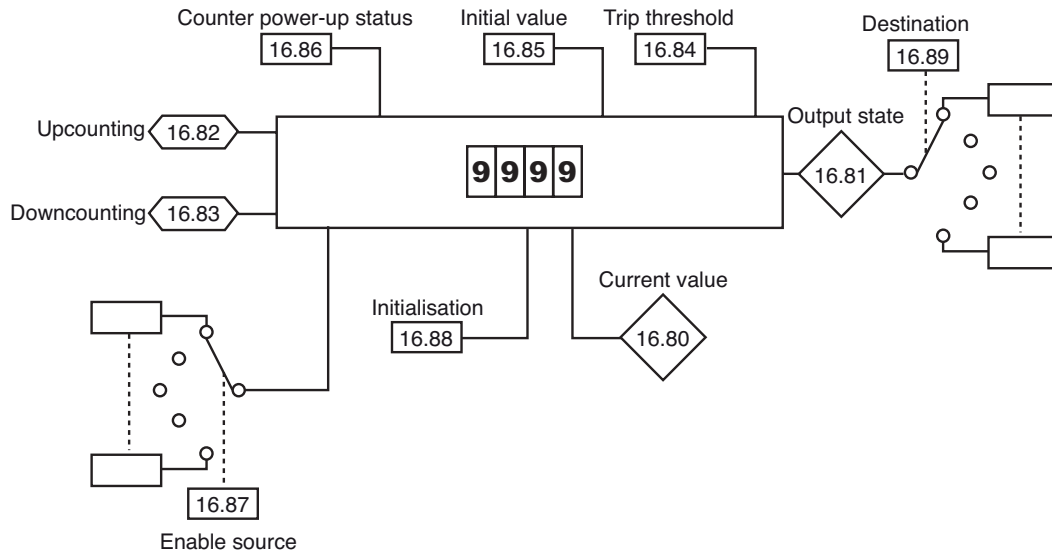 Counter power-up status
16.86
Initial value
16.85
Trip threshold
16.84
Destination
16.89
Upcounting
16.82
Output state
9999
16.81
Downcounting
16.83
Current value
Initialisation
16.88
16.80
16.87
Enable source